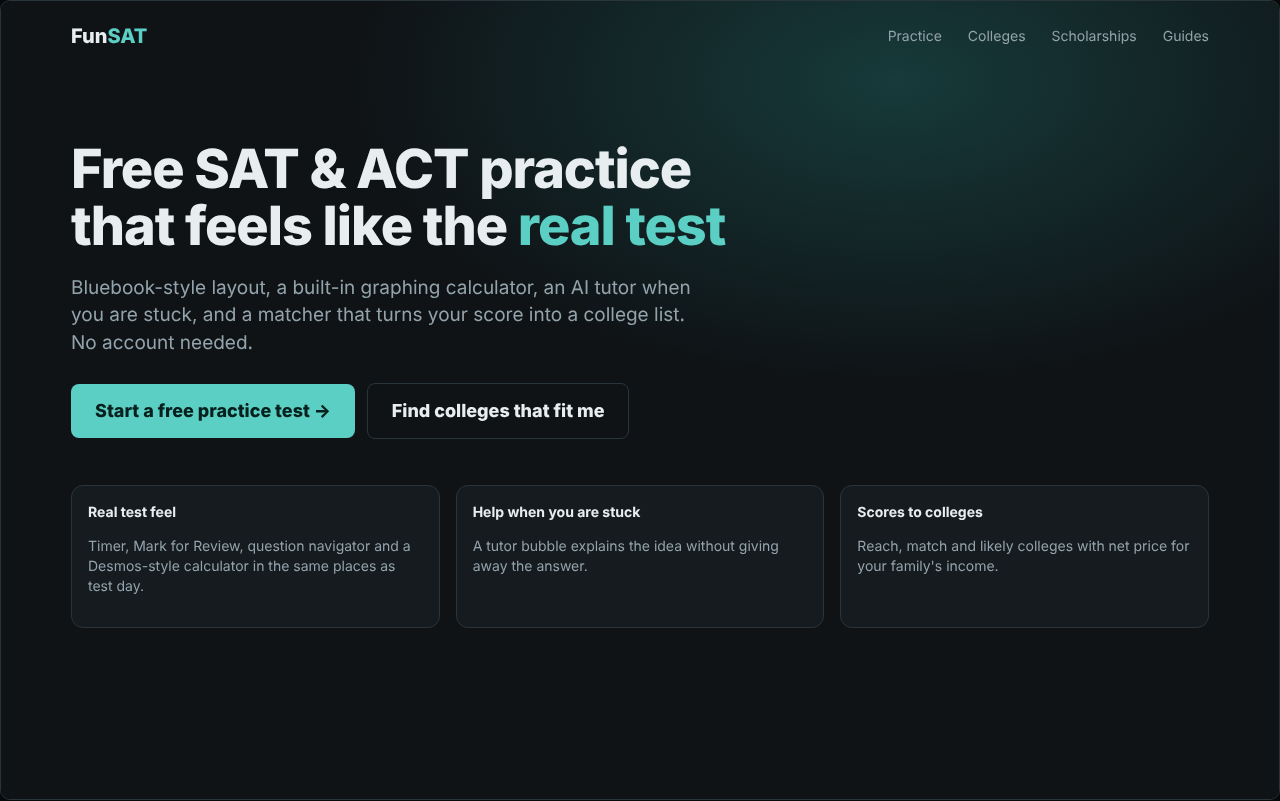 FunSAT
Practice Colleges Scholarships Guides
Free SAT & ACT practice
that feels like the real test
Bluebook-style layout, a built-in graphing calculator, an AI tutor when
you are stuck, and a matcher that turns your score into a college list.
No account needed.
Start a free practice test →
Find colleges that fit me
Real test feel
Timer, Mark for Review, question navigator and a
Desmos-style calculator in the same places as
test day.
Help when you are stuck
A tutor bubble explains the idea without giving
away the answer.
Scores to colleges
Reach, match and likely colleges with net price for
your family's income.